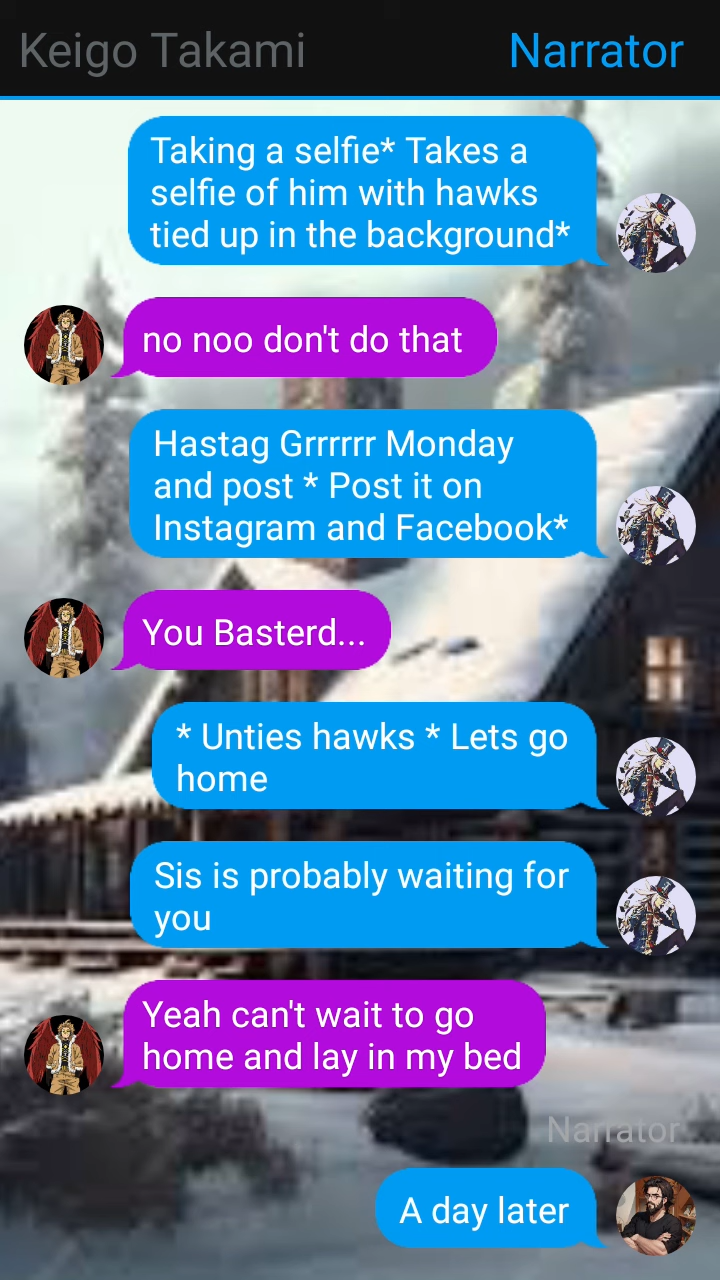 Keigo Takami
Narrator
Taking a selfie* Takes a
selfie of him with hawks
tied up in the background*
no noo don't do that
Hastag Grrrrrr Monday
and post * Post it on
Instagram and Facebook*
You Basterd...
* Unties hawks * Lets go
home
Sis is probably waiting for
you
Yeah can't wait to go
home and lay in my bed
Narrator
A day later